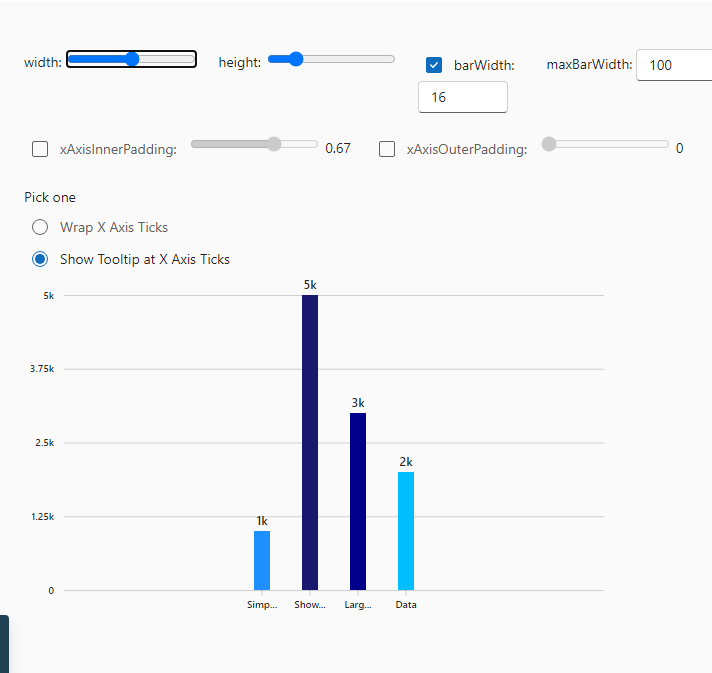 width: height: barWidth: maxBarWidth: 100
16
xAxisInnerPadding: 0.67 xAxisOuterPadding: 0
Pick one
Wrap X Axis Ticks
Show Tooltip at X Axis Ticks
5k
5k
3.75k
3k
2.5k
2k
1.25k
1k
0
Simp... Show... Larg... Data